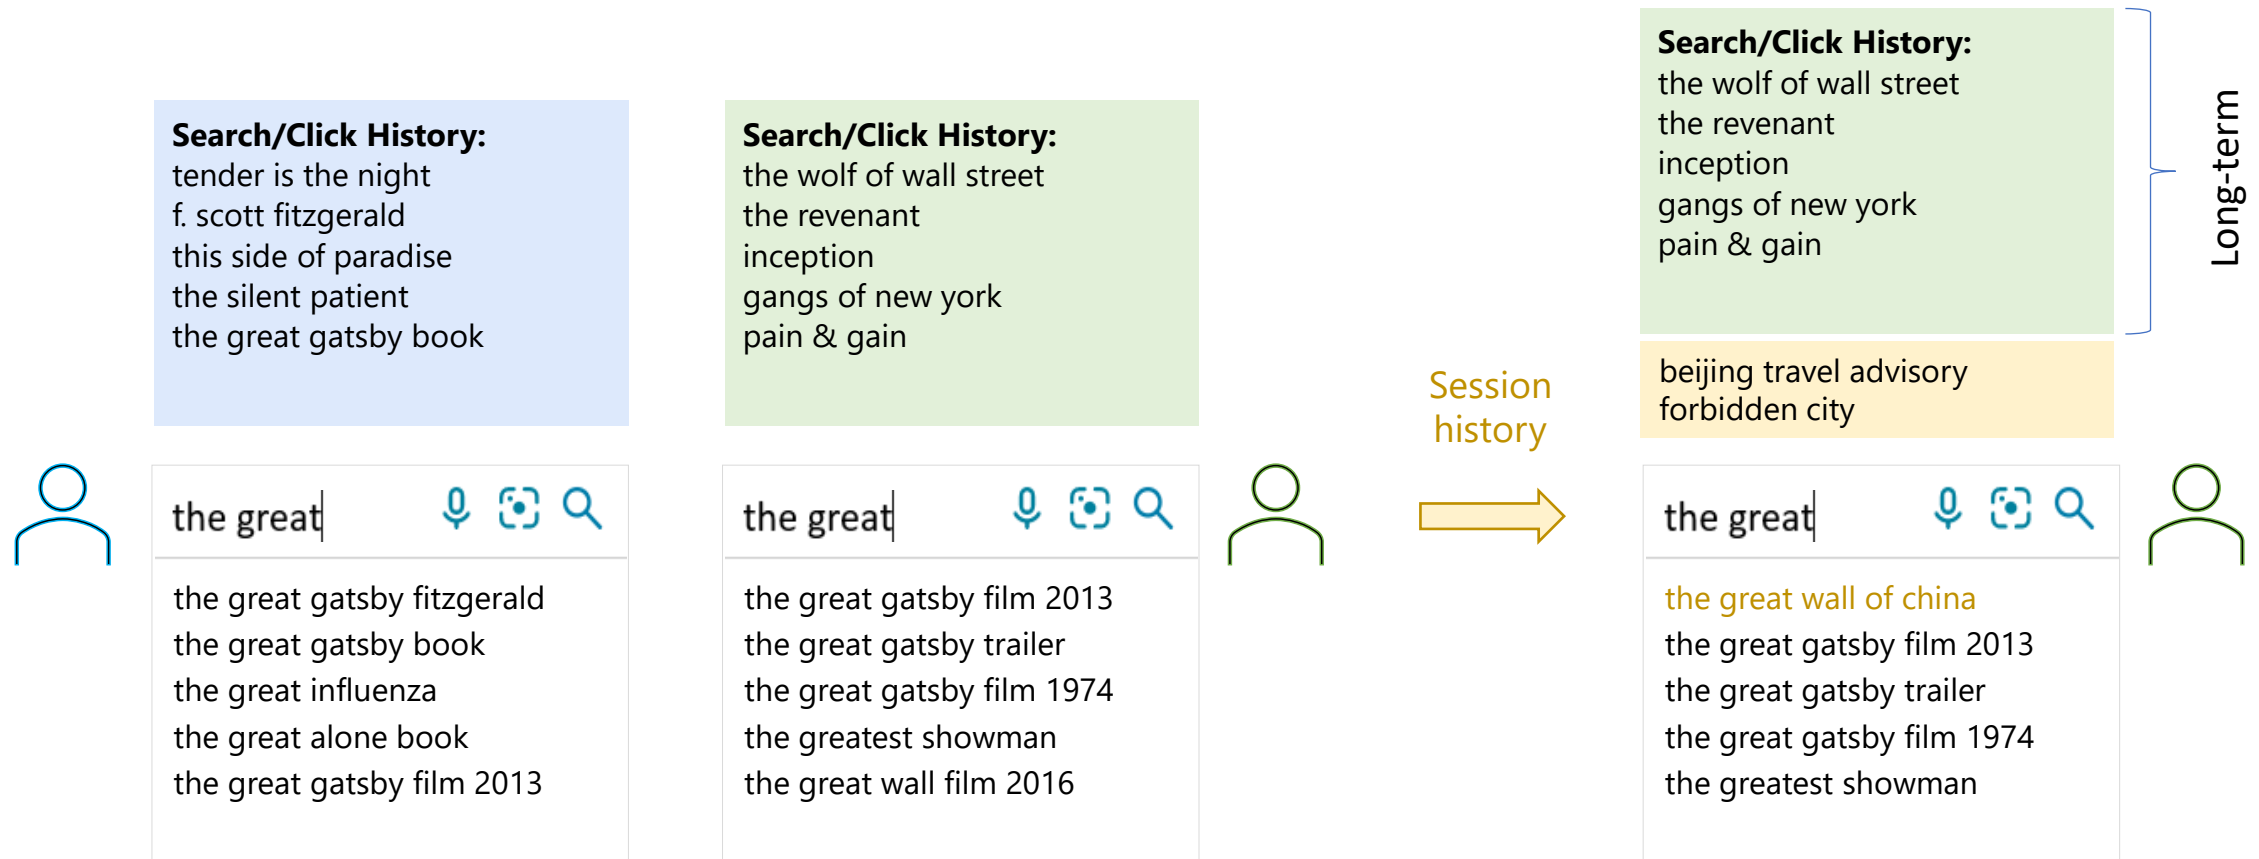 Search/Click History:
tender is the night
f. scott fitzgerald
this side of paradise
the silent patient
the great gatsby book
the great
the great gatsby fitzgerald
the great gatsby book
the great influenza
the great alone book
the great gatsby film 2013
Search/Click History:
the wolf of wall street
the revenant
inception
gangs of new york
pain & gain
the great
the great gatsby film 2013
the great gatsby trailer
the great gatsby film 1974
the greatest showman
the great wall film 2016
Session
history
Search/Click History:
the wolf of wall street
the revenant
inception
gangs of new york
pain & gain
Long-term
beijing travel advisory
forbidden city
the great
the great wall of china
the great gatsby film 2013
the great gatsby trailer
the great gatsby film 1974
the greatest showman